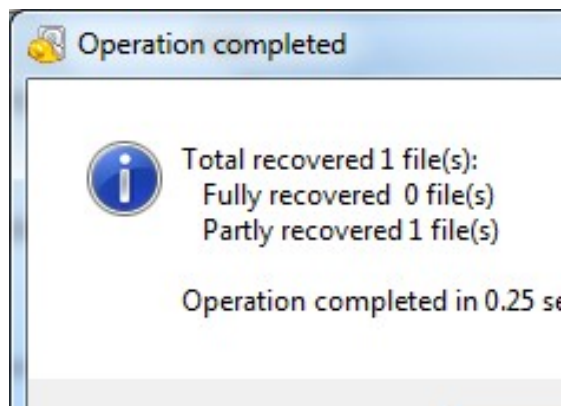 Operation completed
Total recovered 1 file(s):
Fully recovered 0 file(s)
Partly recovered 1 file(s)
Operation completed in 0.25 se